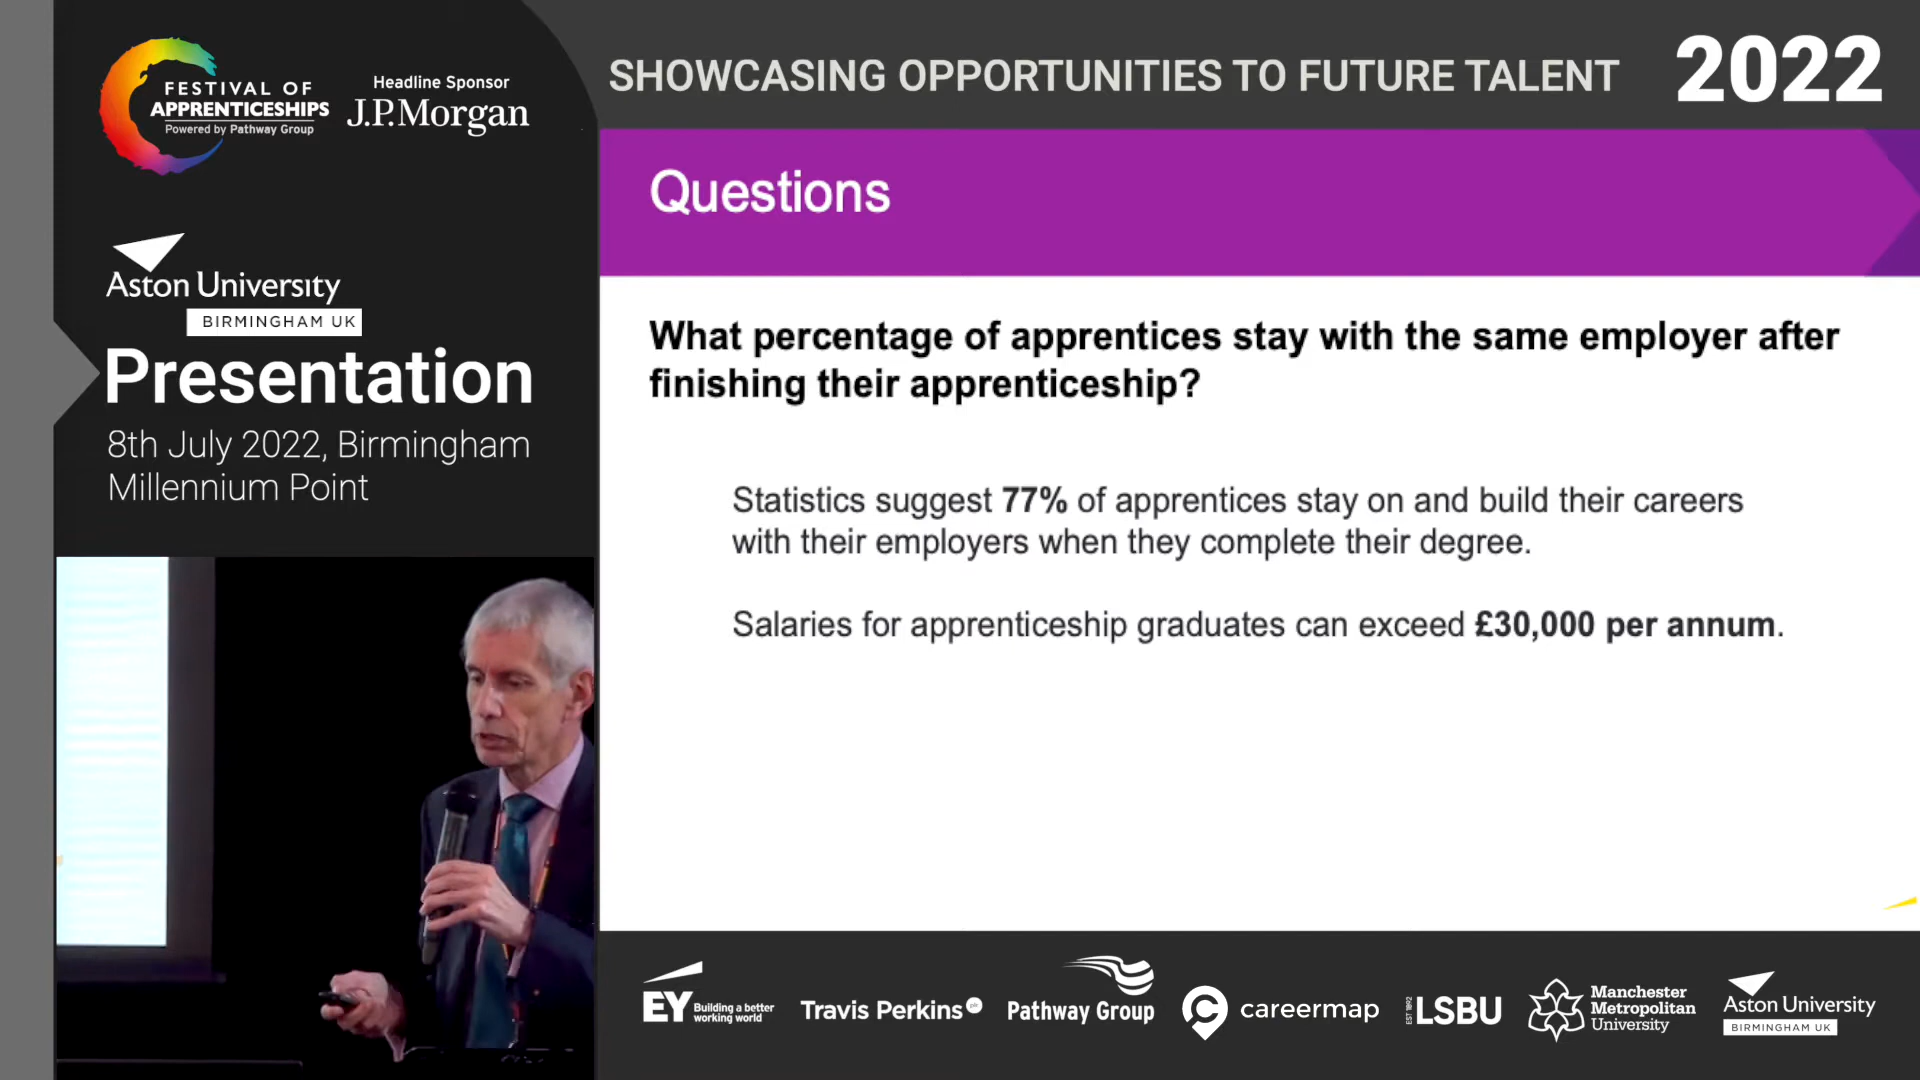 FESTIVAL OF
APPRENTICESHIPS
Powered by Pathway Group
Headline Sponsor
J.P.Morgan
SHOWCASING OPPORTUNITIES TO FUTURE TALENT
2022
Aston University
BIRMINGHAM UK
Presentation
8th July 2022, Birmingham
Millennium Point
Questions
What percentage of apprentices stay with the same employer after
finishing their apprenticeship?
Statistics suggest 77% of apprentices stay on and build their careers
with their employers when they complete their degree.
Salaries for apprenticeship graduates can exceed £30,000 per annum.
EY
Building a better
working world
Travis Perkins plc
Pathway Group
careermap
EST 1892
LSBU
Manchester
Metropolitan
University
Aston University
BIRMINGHAM UK